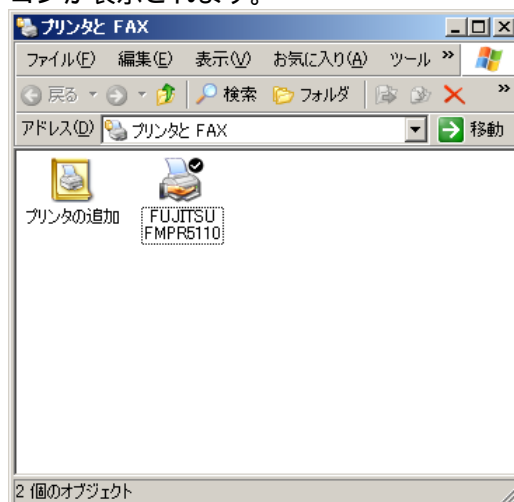 コンが表示されます。
プリンタと FAX
ファイル(F) 編集(E) 表示(V) お気に入り(A) ツール »
戻る 検索 フォルダ »
アドレス(D) プリンタと FAX 移動
プリンタの追加
FUJITSU
FMPR5110
2 個のオブジェクト